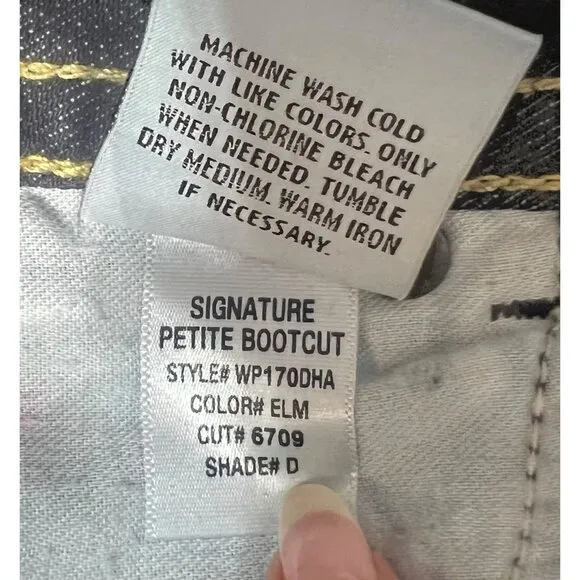 MACHINE WASH COLD
WITH LIKE COLORS. ONLY
NON-CHLORINE BLEACH
WHEN NEEDED. TUMBLE
DRY MEDIUM. WARM IRON
IF NECESSARY.
SIGNATURE
PETITE BOOTCUT
STYLE# WP170DHA
COLOR# ELM
CUT# 6709
SHADE# D